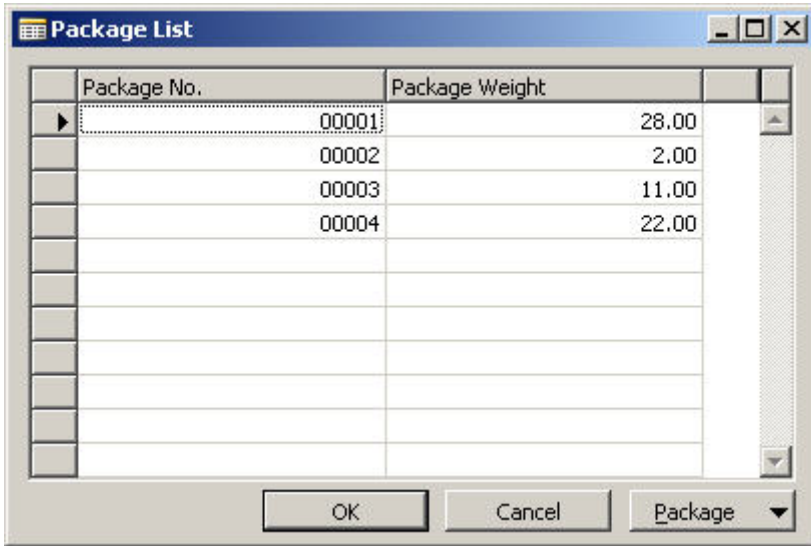 Package List
Package No. Package Weight
00001 28.00
00002 2.00
00003 11.00
00004 22.00
OK Cancel Package